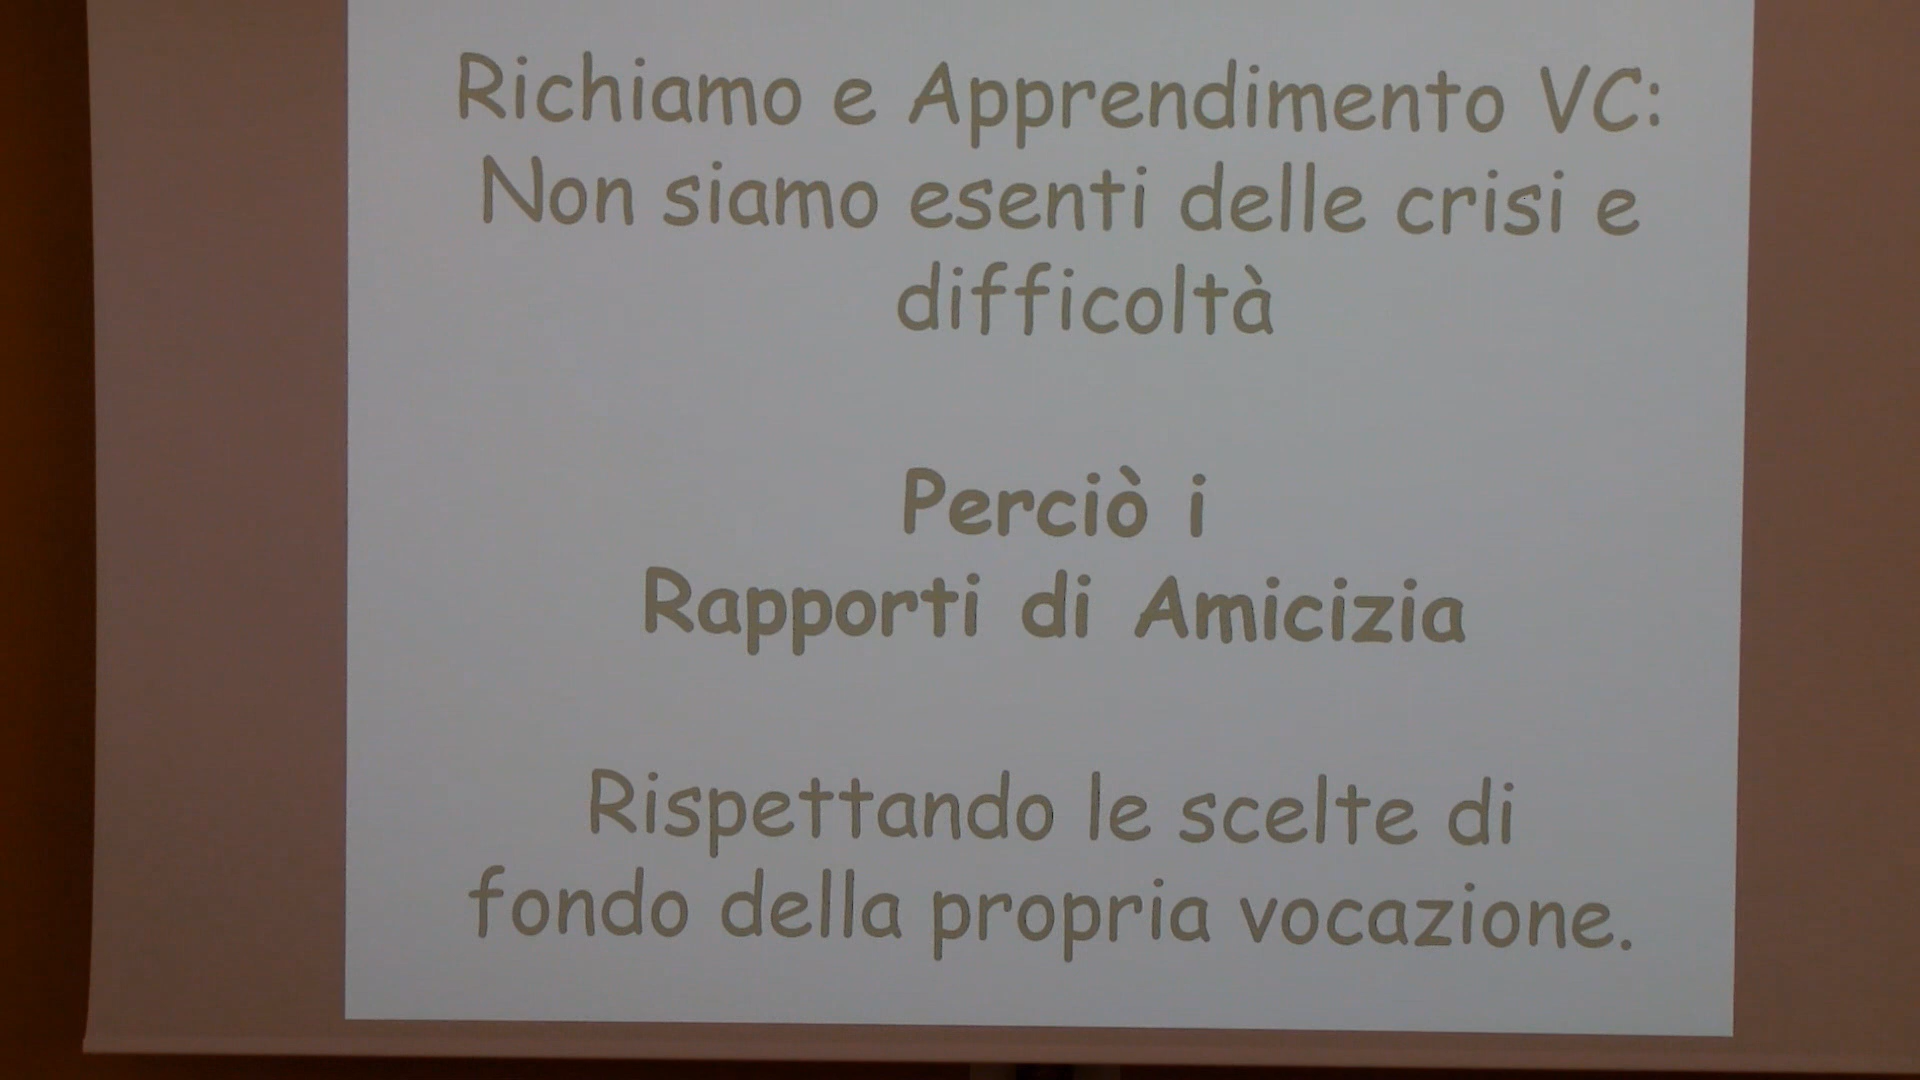 Richiamo e Apprendimento VC:
Non siamo esenti delle crisi e
difficoltà
Perciò i
Rapporti di Amicizia
Rispettando le scelte di
fondo della propria vocazione.